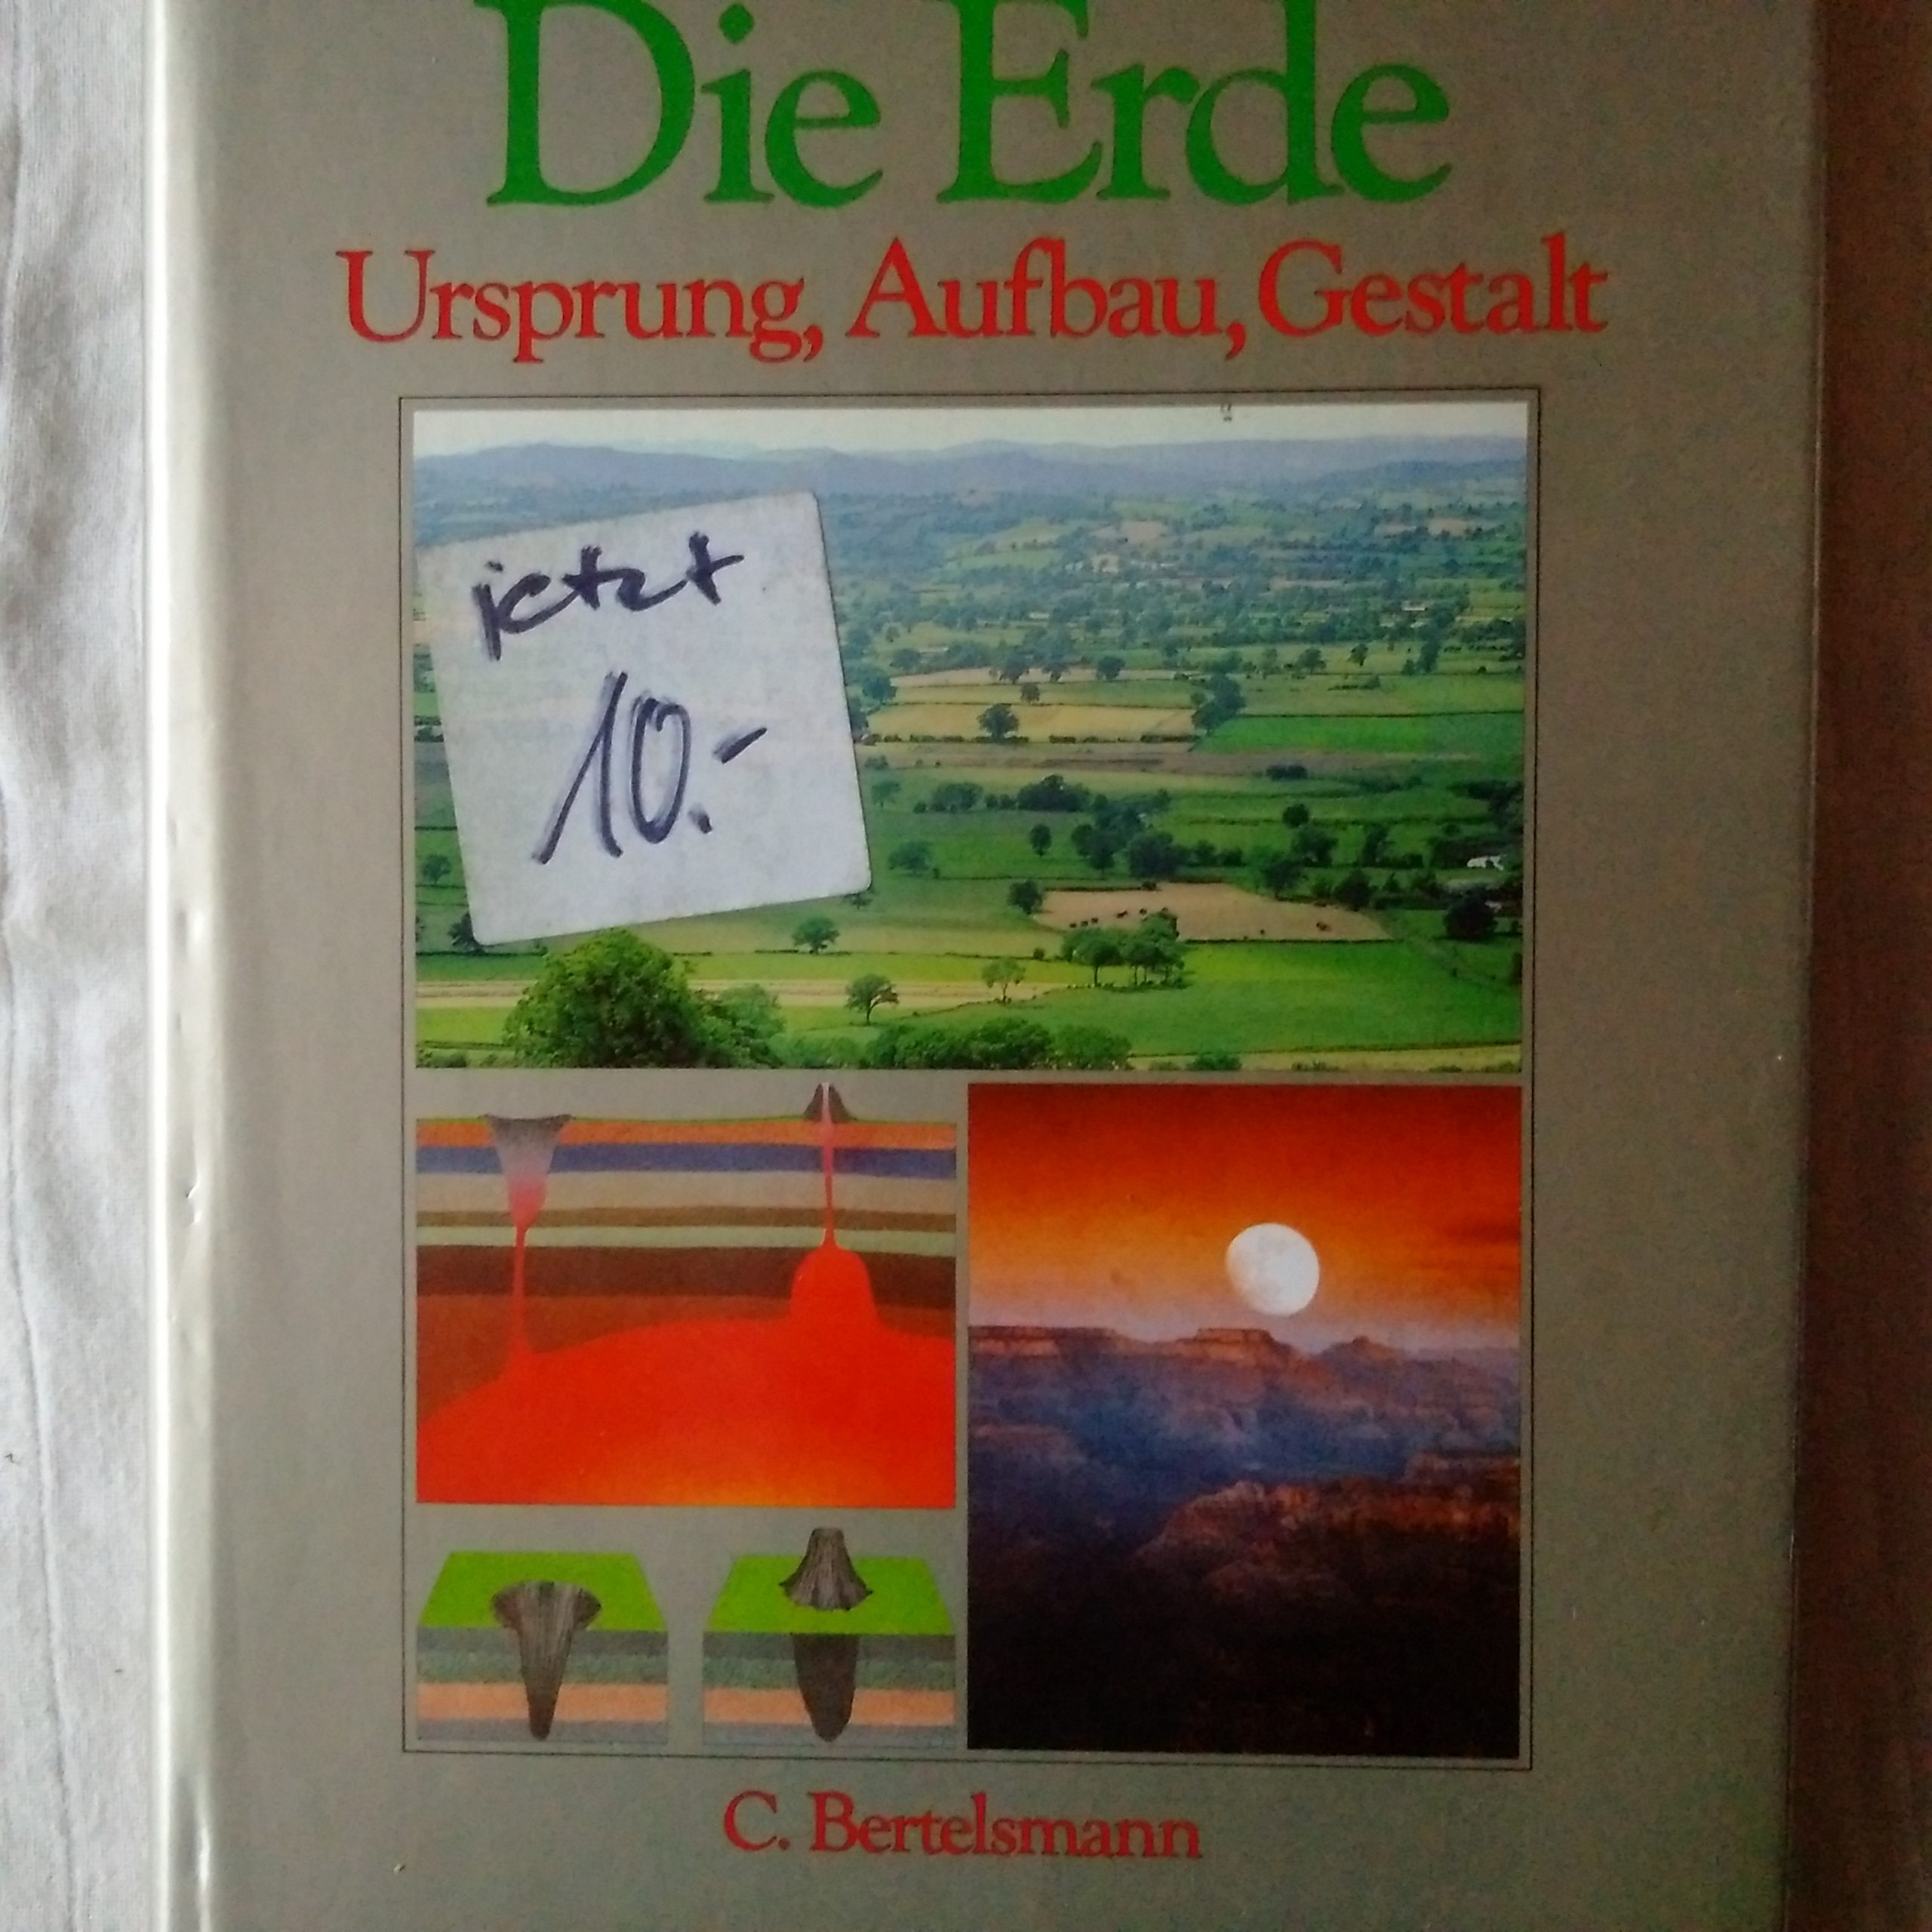 Die Erde
Ursprung, Aufbau, Gestalt
jetzt
10.-
C. Bertelsmann